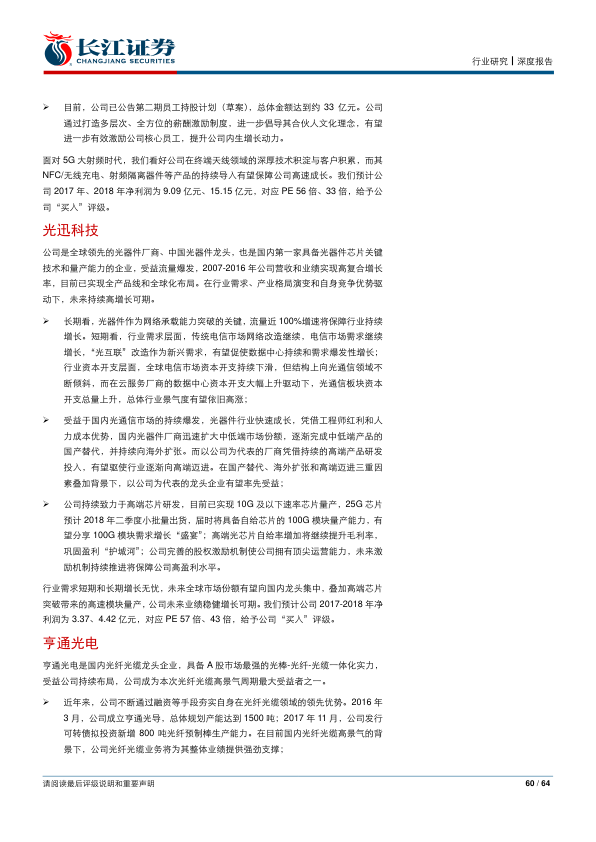 长江证券
CHANGJIANG SECURITIES
行业研究┃深度报告
➢ 目前，公司已公告第二期员工持股计划（草案），总体金额达到约 33 亿元。公司
通过打造多层次、全方位的薪酬激励制度，进一步倡导其合伙人文化理念，有望
进一步有效激励公司核心员工，提升公司内生增长动力。
面对 5G 大射频时代，我们看好公司在终端天线领域的深厚技术积淀与客户积累，而其
NFC/无线充电、射频隔离器件等产品的持续导入有望保障公司高速成长。我们预计公
司 2017 年、2018 年净利润为 9.09 亿元、15.15 亿元，对应 PE 56 倍、33 倍，给予公
司“买入”评级。
光迅科技
公司是全球领先的光器件厂商、中国光器件龙头，也是国内第一家具备光器件芯片关键
技术和量产能力的企业，受益流量爆发，2007-2016 年公司营收和业绩实现高复合增长
率，目前已实现全产品线和全球化布局。在行业需求、产业格局演变和自身竞争优势驱
动下，未来持续高增长可期。
➢ 长期看，光器件作为网络承载能力突破的关键，流量近 100%增速将保障行业持续
增长。短期看，行业需求层面，传统电信市场网络改造继续，电信市场需求继续
增长，“光互联”改造作为新兴需求，有望促使数据中心持续和需求爆发性增长；
行业资本开支层面，全球电信市场资本开支持续下滑，但结构上向光通信领域不
断倾斜，而在云服务厂商的数据中心资本开支大幅上升驱动下，光通信板块资本
开支总量上升，总体行业景气度有望依旧高涨；
➢ 受益于国内光通信市场的持续爆发，光器件行业快速成长，凭借工程师红利和人
力成本优势，国内光器件厂商迅速扩大中低端市场份额，逐渐完成中低端产品的
国产替代，并持续向海外扩张。而以公司为代表的厂商凭借持续的高端产品研发
投入，有望驱使行业逐渐向高端迈进。在国产替代、海外扩张和高端迈进三重因
素叠加背景下，以公司为代表的龙头企业有望率先受益；
➢ 公司持续致力于高端芯片研发，目前已实现 10G 及以下速率芯片量产，25G 芯片
预计 2018 年二季度小批量出货，届时将具备自给芯片的 100G 模块量产能力，有
望分享 100G 模块需求增长“盛宴”；高端光芯片自给率增加将继续提升毛利率，
巩固盈利“护城河”；公司完善的股权激励机制使公司拥有顶尖运营能力，未来激
励机制持续推进将保障公司高盈利水平。
行业需求短期和长期增长无忧，未来全球市场份额有望向国内龙头集中，叠加高端芯片
突破带来的高速模块量产，公司未来业绩稳健增长可期。我们预计公司 2017-2018 年净
利润为 3.37、4.42 亿元，对应 PE 57 倍、43 倍，给予公司“买入”评级。
亨通光电
亨通光电是国内光纤光缆龙头企业，具备 A 股市场最强的光棒-光纤-光缆一体化实力，
受益公司持续布局，公司成为本次光纤光缆高景气周期最大受益者之一。
➢ 近年来，公司不断通过融资等手段夯实自身在光纤光缆领域的领先优势。2016 年
3 月，公司成立亨通光导，总体规划产能达到 1500 吨；2017 年 11 月，公司发行
可转债拟投资新增 800 吨光纤预制棒生产能力。在目前国内光纤光缆高景气的背
景下，公司光纤光缆业务将为其整体业绩提供强劲支撑；
请阅读最后评级说明和重要声明
60 / 64